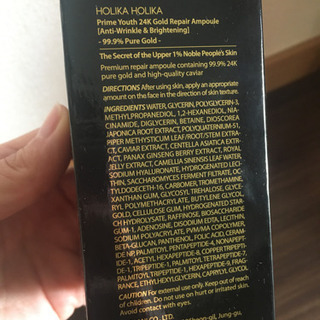 HOLIKA HOLIKA
Prime Youth 24K Gold Repair Ampoule
[Anti-Wrinkle & Brightening]
- 99.9% Pure Gold -
The Secret of the Upper 1% Noble People's Skin
Premium repair ampoule containing 99.9% 24K
pure gold and high-quality caviar
DIRECTIONS After using skin, apply an appropriate
amount on the face in the direction of skin texture.
INGREDIENTS WATER, GLYCERIN, POLYGLYCERIN-3,
METHYLPROPANEDIOL, 1,2-HEXANEDIOL, NIA-
CINAMIDE, DIGLYCERIN, BETAINE, DIOSCOREA
JAPONICA ROOT EXTRACT, POLYQUATERNIUM-51,
PIPER METHYSTICUM LEAF/ROOT/STEM EXTRA-
CT, CAVIAR EXTRACT, CENTELLA ASIATICA EXTR-
ACT, PANAX GINSENG BERRY EXTRACT, ROYAL
JELLY EXTRACT, CAMELLIA SINENSIS LEAF WATER,
SODIUM HYALURONATE, HYDROGENATED LECI-
THIN, SACCHAROMYCES FERMENT FILTRATE, OC-
TYLDODECETH-16, CARBOMER, TROMETHAMINE,
XANTHAN GUM, GLYCOSYL TREHALOSE, GLYCE-
RYL POLYMETHACRYLATE, BUTYLENE GLYCOL,
GOLD, CELLULOSE GUM, HYDROGENATED STAR-
CH HYDROLYSATE, RAFFINOSE, BIOSACCHARIDE
GUM-1, ADENOSINE, DISODIUM EDTA, LECITHIN,
SODIUM POLYACRYLATE, PVM/MA COPOLYMER,
BETA-GLUCAN, PANTHENOL, FOLIC ACID, CERAM-
IDE NP, PALMITOYL PENTAPEPTIDE-4, NONAPEPT-
IDE-1, ACETYL HEXAPEPTIDE-8, COPPER TRIPEPTI-
DE-1, TRIPEPTIDE-1, PALMITOYL TRIPEPTIDE-1,
PALMITOYL TRIPEPTIDE-1, HEXAPEPTIDE-9, FRAG-
RANCE, ETHYLHEXYLGLYCERIN, CAPRYLYL GLYCOL
CAUTION For external use only. Keep out of reach
of children. Do not use on hurt or irritated skin.
Avoid contact with eyes.
CO., LTD.
Jung-gu,